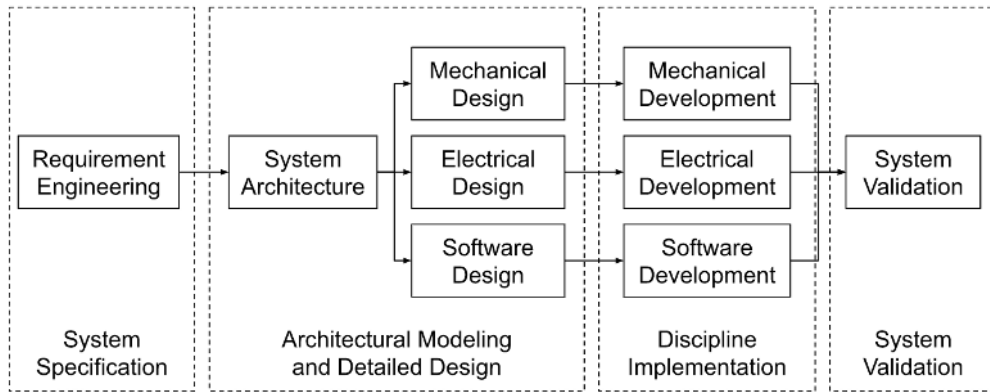 Requirement
Engineering
System
Architecture
Mechanical
Design
Electrical
Design
Software
Design
Mechanical
Development
Electrical
Development
Software
Development
System
Validation
System
Specification
Architectural Modeling
and Detailed Design
Discipline
Implementation
System
Validation